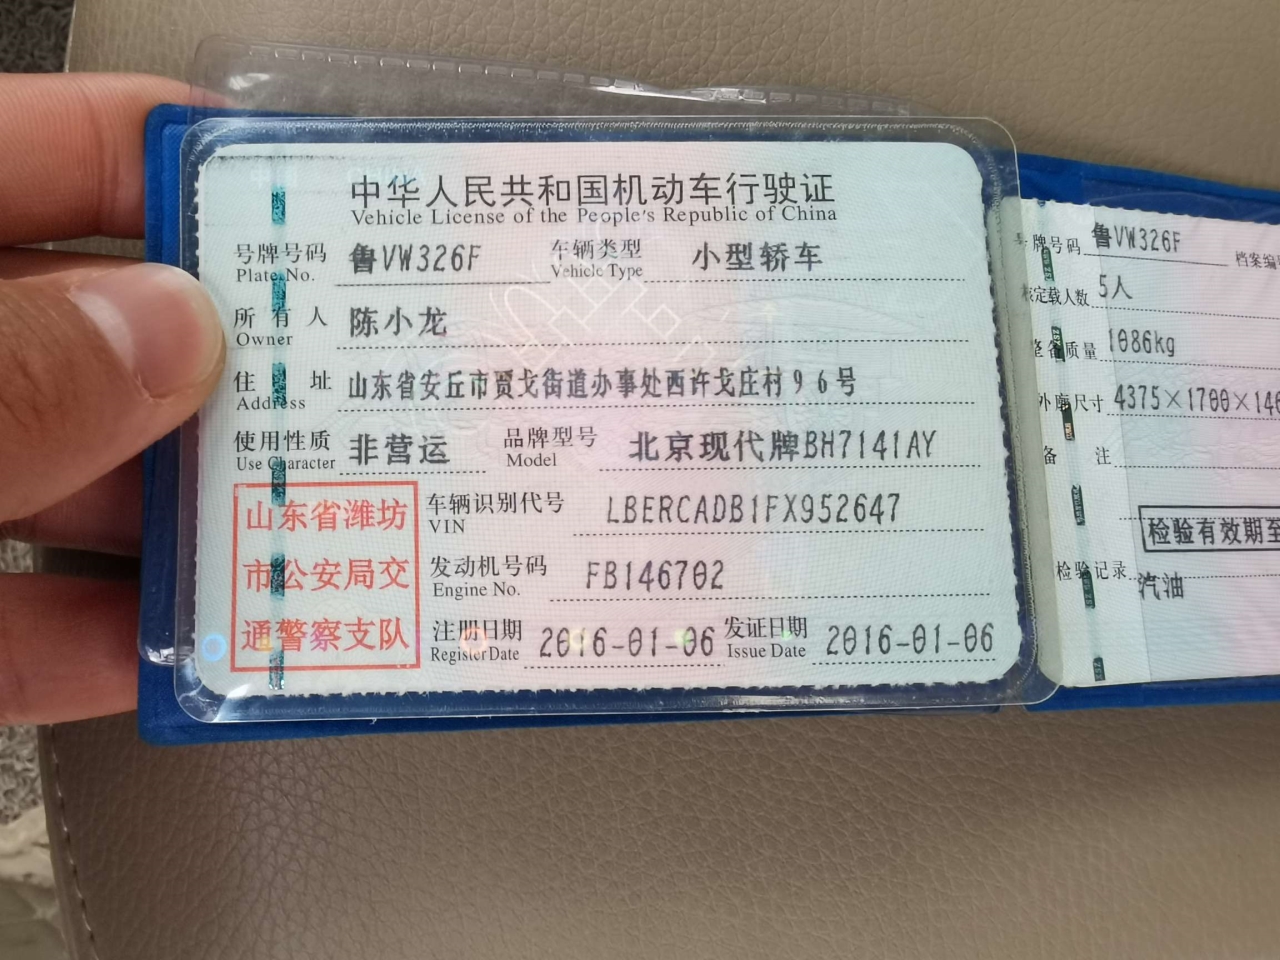 中华人民共和国机动车行驶证
Vehicle License of the People's Republic of China
号牌号码 鲁VW326F 车辆类型 小型轿车
Plate No. Vehicle Type
所有人 陈小龙
Owner
住址 山东省安丘市贾戈街道办事处西许戈庄村96号
Address
使用性质 非营运 品牌型号 北京现代牌BH7141AY
Use Character Model
山东省潍坊
市公安局交
通警察支队
车辆识别代号 LBERCADB1FX952647
VIN
发动机号码 FB146702
Engine No.
注册日期 2016-01-06 发证日期 2016-01-06
Register Date Issue Date
号牌号码 鲁VW326F 档案编
核定载人数 5人
整备质量 1086kg
外廓尺寸 4375×1700×146
备注
检验有效期至
检验记录
汽油